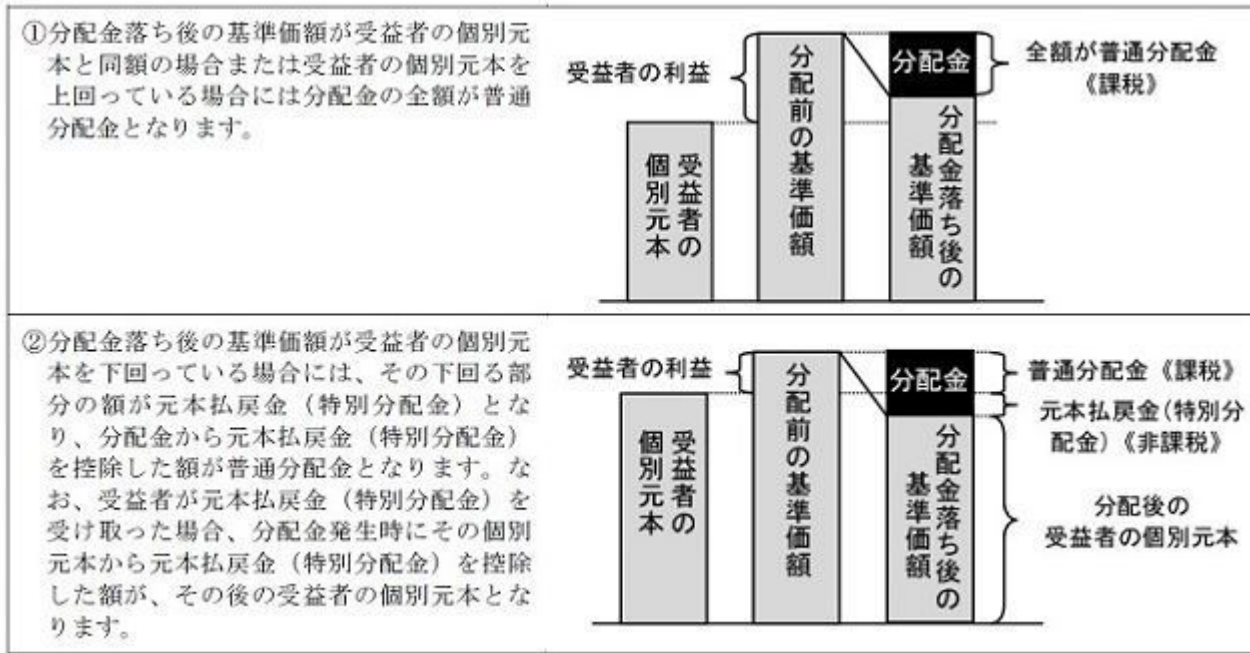 ①分配金落ち後の基準価額が受益者の個別元
本と同額の場合または受益者の個別元本を
上回っている場合には分配金の全額が普通
分配金となります。
受益者の利益
受益者の
個別元本
分配前の基準価額
分配金
分配金落ち後の
基準価額
全額が普通分配金
《課税》
②分配金落ち後の基準価額が受益者の個別元
本を下回っている場合には、その下回る部
分の額が元本払戻金（特別分配金）とな
り、分配金から元本払戻金（特別分配金）
を控除した額が普通分配金となります。な
お、受益者が元本払戻金（特別分配金）を
受け取った場合、分配金発生時にその個別
元本から元本払戻金（特別分配金）を控除
した額が、その後の受益者の個別元本とな
ります。
受益者の利益
受益者の
個別元本
分配前の基準価額
分配金
分配金落ち後の
基準価額
普通分配金《課税》
元本払戻金(特別分
配金)《非課税》
分配後の
受益者の個別元本